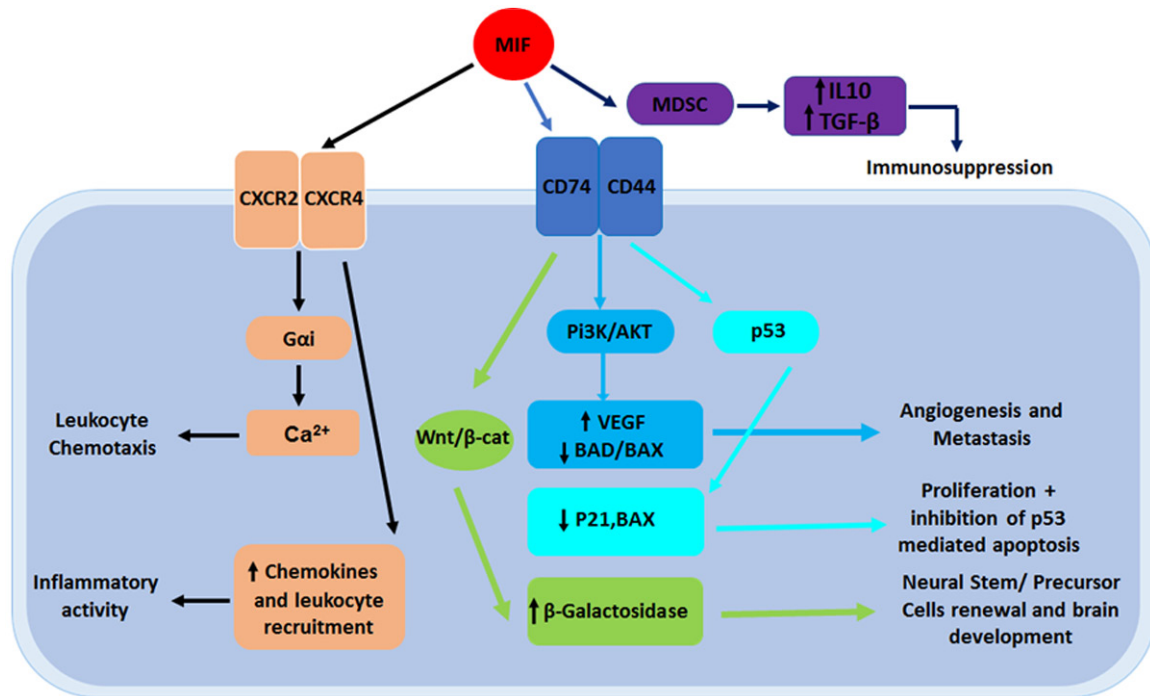 MIF
MDSC
IL10
TGF-β
Immunosuppression
CXCR2
CXCR4
CD74
CD44
Gαi
Pi3K/AKT
p53
Ca²⁺
Leukocyte
Chemotaxis
Wnt/β-cat
VEGF
BAD/BAX
Angiogenesis and
Metastasis
P21,BAX
Proliferation +
inhibition of p53
mediated apoptosis
Inflammatory
activity
Chemokines
and leukocyte
recruitment
β-Galactosidase
Neural Stem/ Precursor
Cells renewal and brain
development